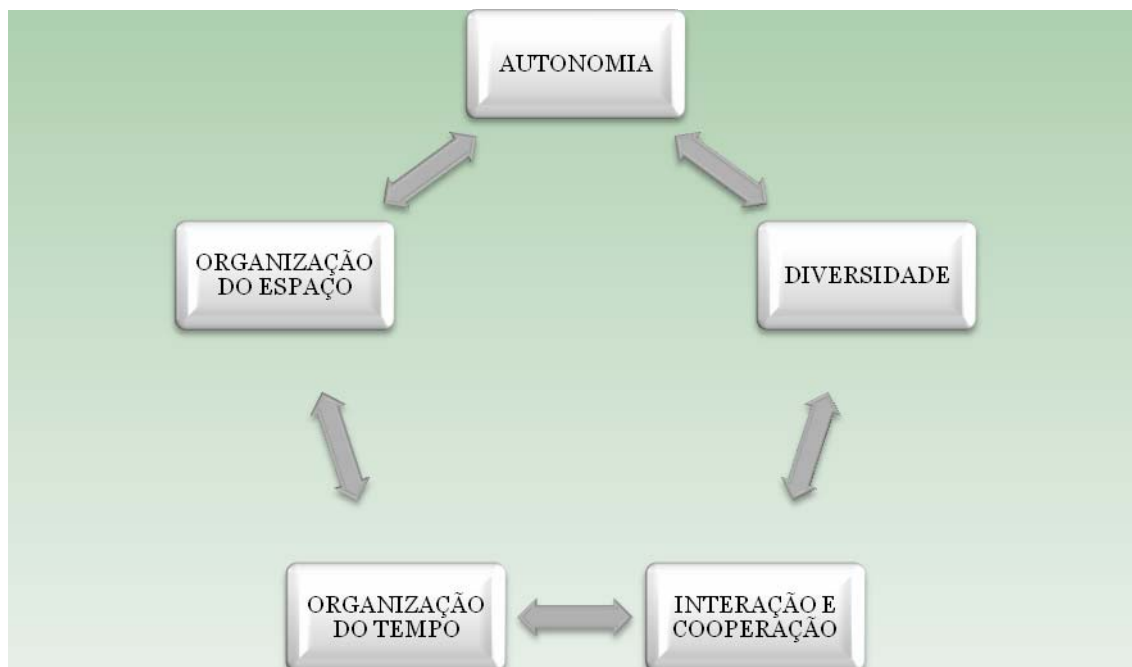 AUTONOMIA
ORGANIZAÇÃO
DO ESPAÇO
DIVERSIDADE
ORGANIZAÇÃO
DO TEMPO
INTERAÇÃO E
COOPERAÇÃO